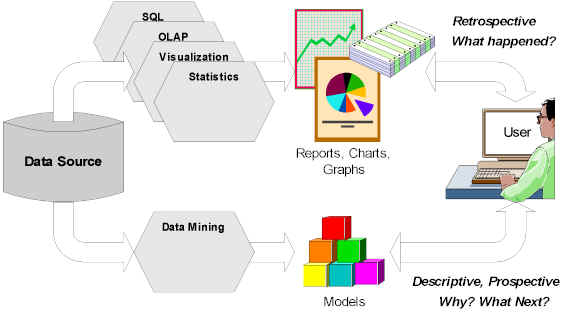 SQL
OLAP
Visualization
Statistics
Retrospective
What happened?
Data Source
User
Reports, Charts,
Graphs
Data Mining
Models
Descriptive, Prospective
Why? What Next?